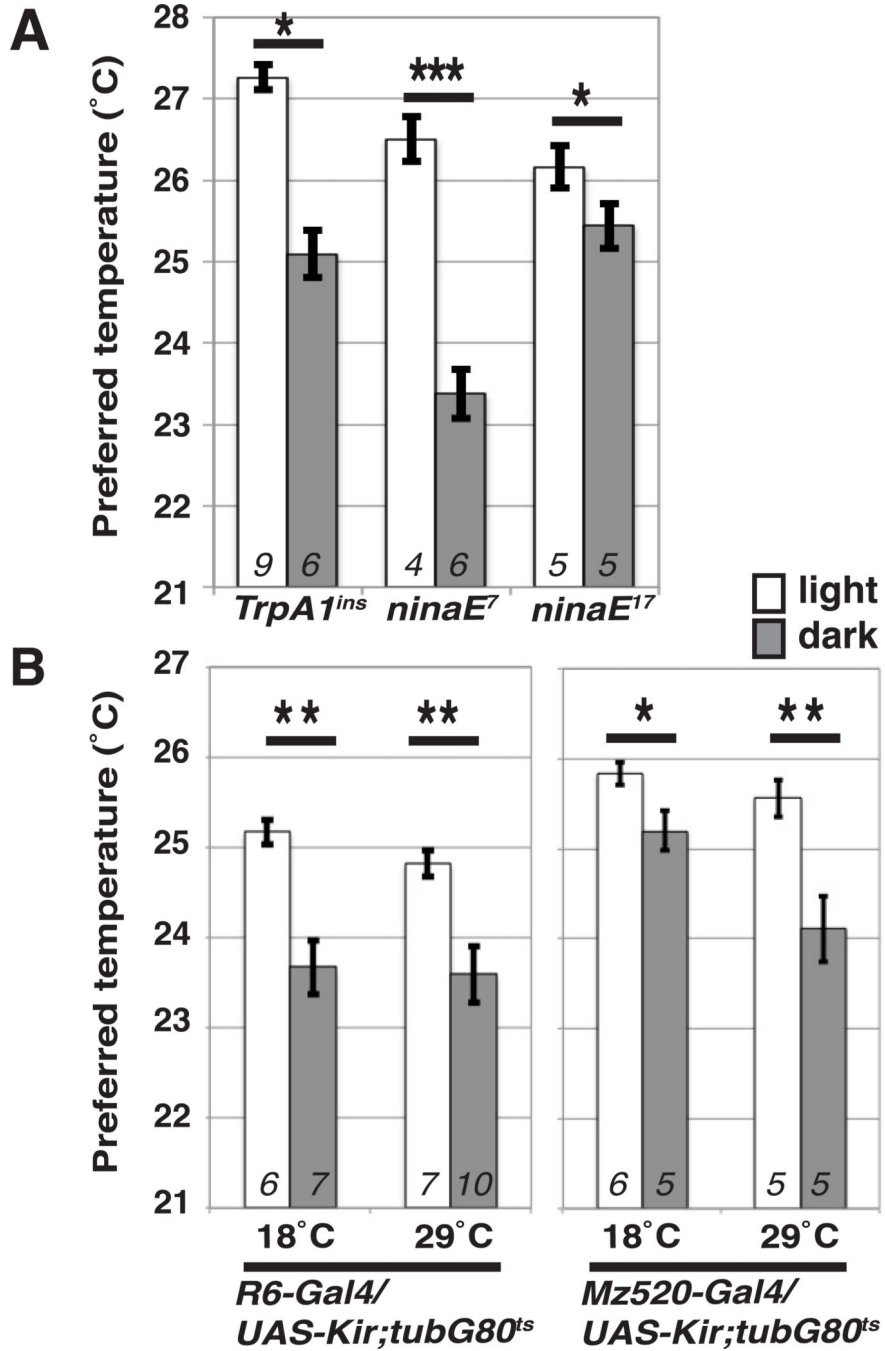 A
Preferred temperature (˚C)
28
27
26
25
24
23
22
21
*
***
*
9 6 4 6 5 5
TrpA1ins ninaE7 ninaE17
light
dark
B
Preferred temperature (˚C)
27
26
25
24
23
22
21
** ** * **
6 7 7 10 6 5 5 5
18˚C 29˚C 18˚C 29˚C
R6-Gal4/
UAS-Kir;tubG80ts
Mz520-Gal4/
UAS-Kir;tubG80ts